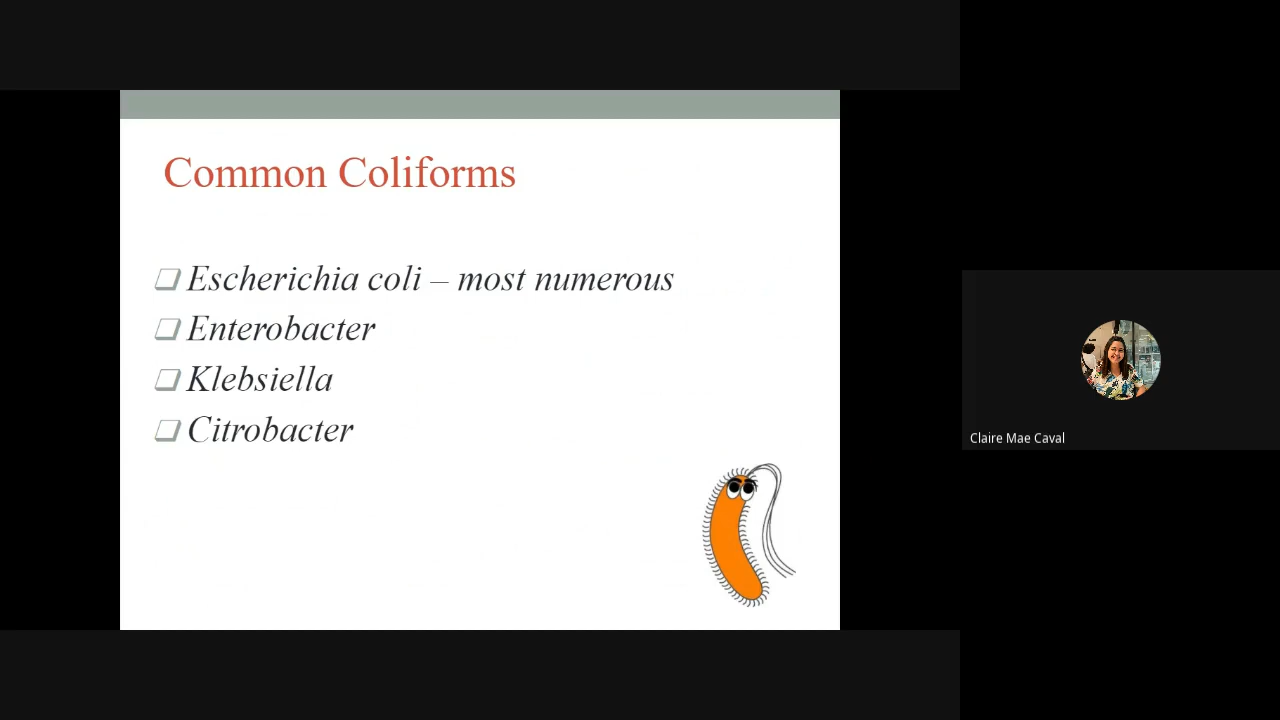 Common Coliforms
Escherichia coli – most numerous
Enterobacter
Klebsiella
Citrobacter
Claire Mae Caval